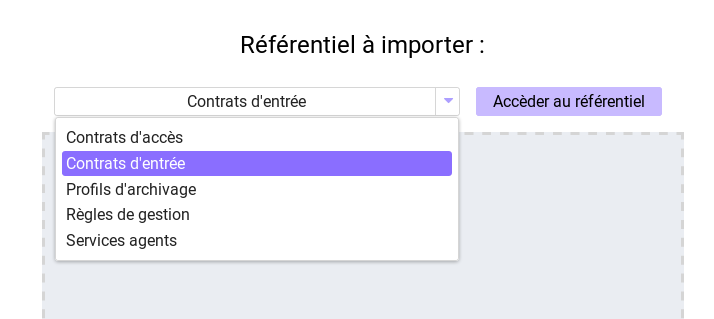 Référentiel à importer :
Contrats d'entrée
Accèder au référentiel
Contrats d'accès
Contrats d'entrée
Profils d'archivage
Règles de gestion
Services agents